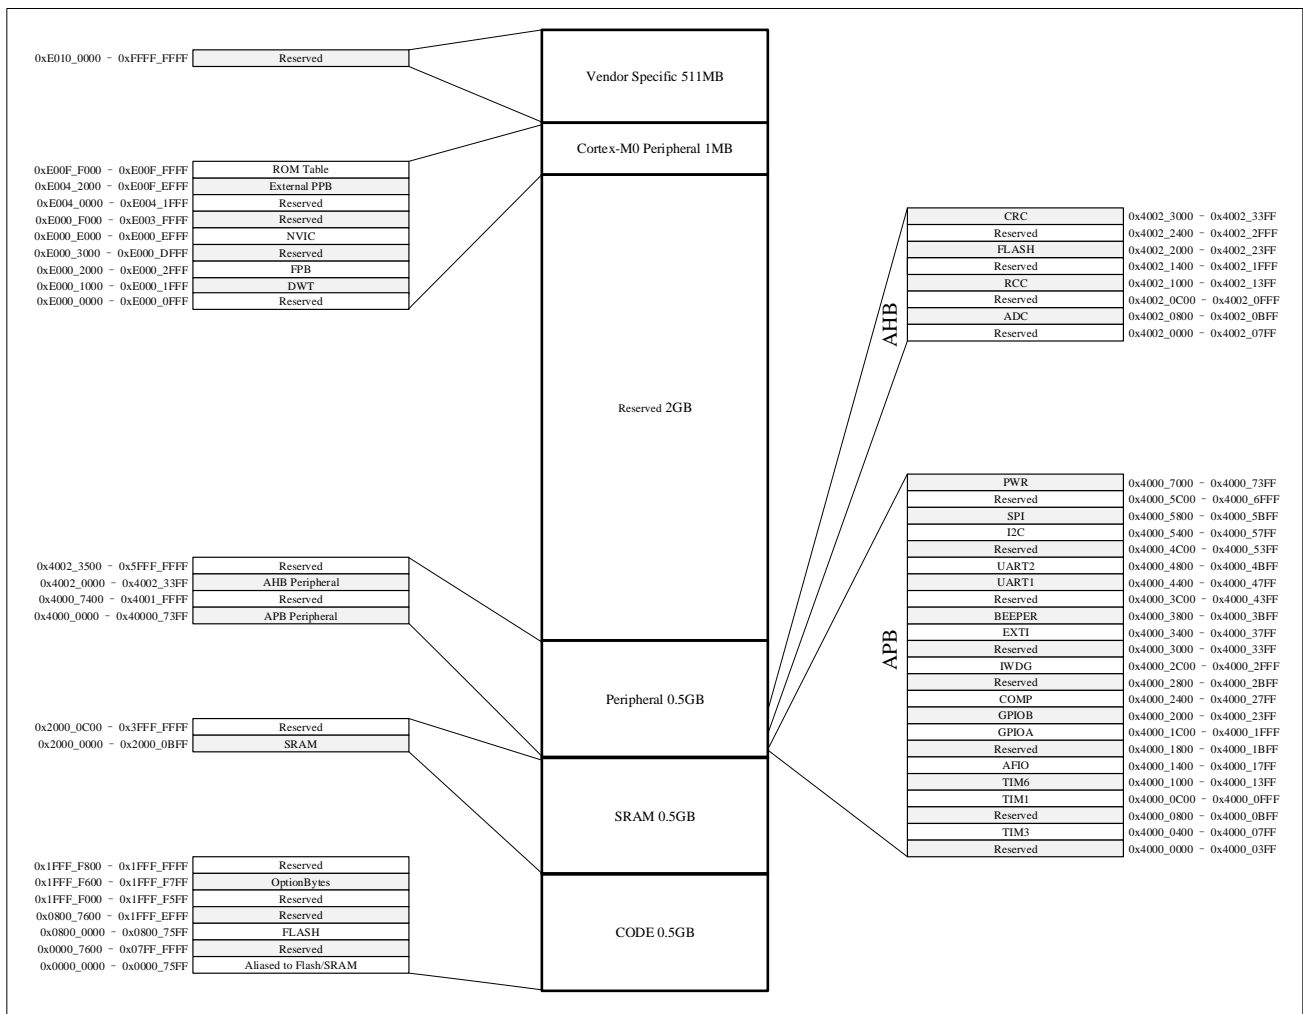 0xE010_0000 - 0xFFFF_FFFF Reserved
Vendor Specific 511MB
Cortex-M0 Peripheral 1MB
0xE00F_F000 - 0xE00F_FFFF ROM Table
0xE004_2000 - 0xE00F_EFFF External PPB
0xE004_0000 - 0xE004_1FFF Reserved
0xE000_F000 - 0xE003_FFFF Reserved
0xE000_E000 - 0xE000_EFFF NVIC
0xE000_3000 - 0xE000_DFFF Reserved
0xE000_2000 - 0xE000_2FFF FPB
0xE000_1000 - 0xE000_1FFF DWT
0xE000_0000 - 0xE000_0FFF Reserved
Reserved 2GB
0x4002_3500 - 0x5FFF_FFFF Reserved
0x4002_0000 - 0x4002_33FF AHB Peripheral
0x4000_7400 - 0x4001_FFFF Reserved
0x4000_0000 - 0x40000_73FF APB Peripheral
Peripheral 0.5GB
0x2000_0C00 - 0x3FFF_FFFF Reserved
0x2000_0000 - 0x2000_0BFF SRAM
SRAM 0.5GB
0x1FFF_F800 - 0x1FFF_FFFF Reserved
0x1FFF_F600 - 0x1FFF_F7FF OptionBytes
0x1FFF_F000 - 0x1FFF_F5FF Reserved
0x0800_7600 - 0x1FFF_EFFF Reserved
0x0800_0000 - 0x0800_75FF FLASH
0x0000_7600 - 0x07FF_FFFF Reserved
0x0000_0000 - 0x0000_75FF Aliased to Flash/SRAM
CODE 0.5GB
AHB
CRC 0x4002_3000 - 0x4002_33FF
Reserved 0x4002_2400 - 0x4002_2FFF
FLASH 0x4002_2000 - 0x4002_23FF
Reserved 0x4002_1400 - 0x4002_1FFF
RCC 0x4002_1000 - 0x4002_13FF
Reserved 0x4002_0C00 - 0x4002_0FFF
ADC 0x4002_0800 - 0x4002_0BFF
Reserved 0x4002_0000 - 0x4002_07FF
APB
PWR 0x4000_7000 - 0x4000_73FF
Reserved 0x4000_5C00 - 0x4000_6FFF
SPI 0x4000_5800 - 0x4000_5BFF
I2C 0x4000_5400 - 0x4000_57FF
Reserved 0x4000_4C00 - 0x4000_53FF
UART2 0x4000_4800 - 0x4000_4BFF
UART1 0x4000_4400 - 0x4000_47FF
Reserved 0x4000_3C00 - 0x4000_43FF
BEEPER 0x4000_3800 - 0x4000_3BFF
EXTI 0x4000_3400 - 0x4000_37FF
Reserved 0x4000_3000 - 0x4000_33FF
IWDG 0x4000_2C00 - 0x4000_2FFF
Reserved 0x4000_2800 - 0x4000_2BFF
COMP 0x4000_2400 - 0x4000_27FF
GPIOB 0x4000_2000 - 0x4000_23FF
GPIOA 0x4000_1C00 - 0x4000_1FFF
Reserved 0x4000_1800 - 0x4000_1BFF
AFIO 0x4000_1400 - 0x4000_17FF
TIM6 0x4000_1000 - 0x4000_13FF
TIM1 0x4000_0C00 - 0x4000_0FFF
Reserved 0x4000_0800 - 0x4000_0BFF
TIM3 0x4000_0400 - 0x4000_07FF
Reserved 0x4000_0000 - 0x4000_03FF